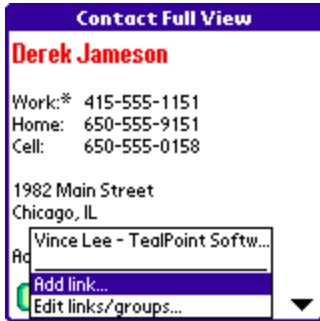 Contact Full View
Derek Jameson
Work:* 415-555-1151
Home: 650-555-9151
Cell: 650-555-0158
1982 Main Street
Chicago, IL
Vince Lee - TealPoint Softw...
Add link...
Edit links/groups...